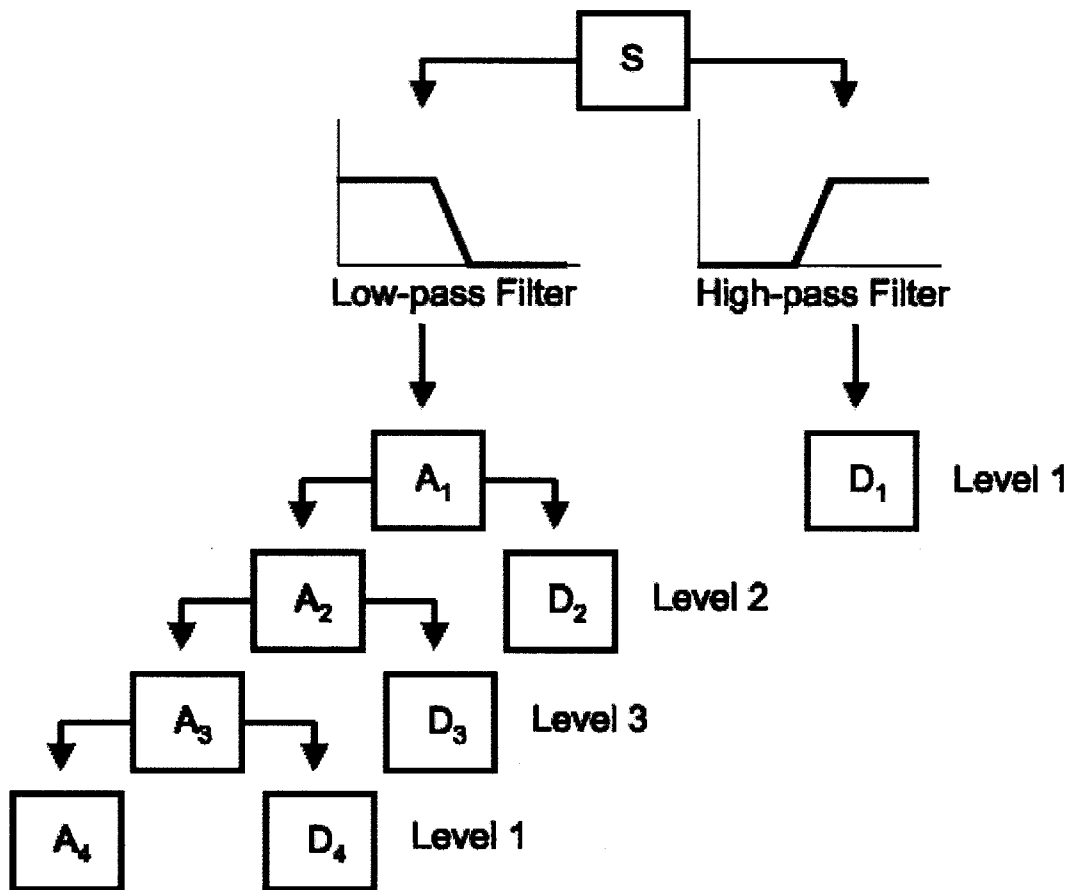 S
Low-pass Filter
High-pass Filter
A₁
D₁
Level 1
A₂
D₂
Level 2
A₃
D₃
Level 3
A₄
D₄
Level 1